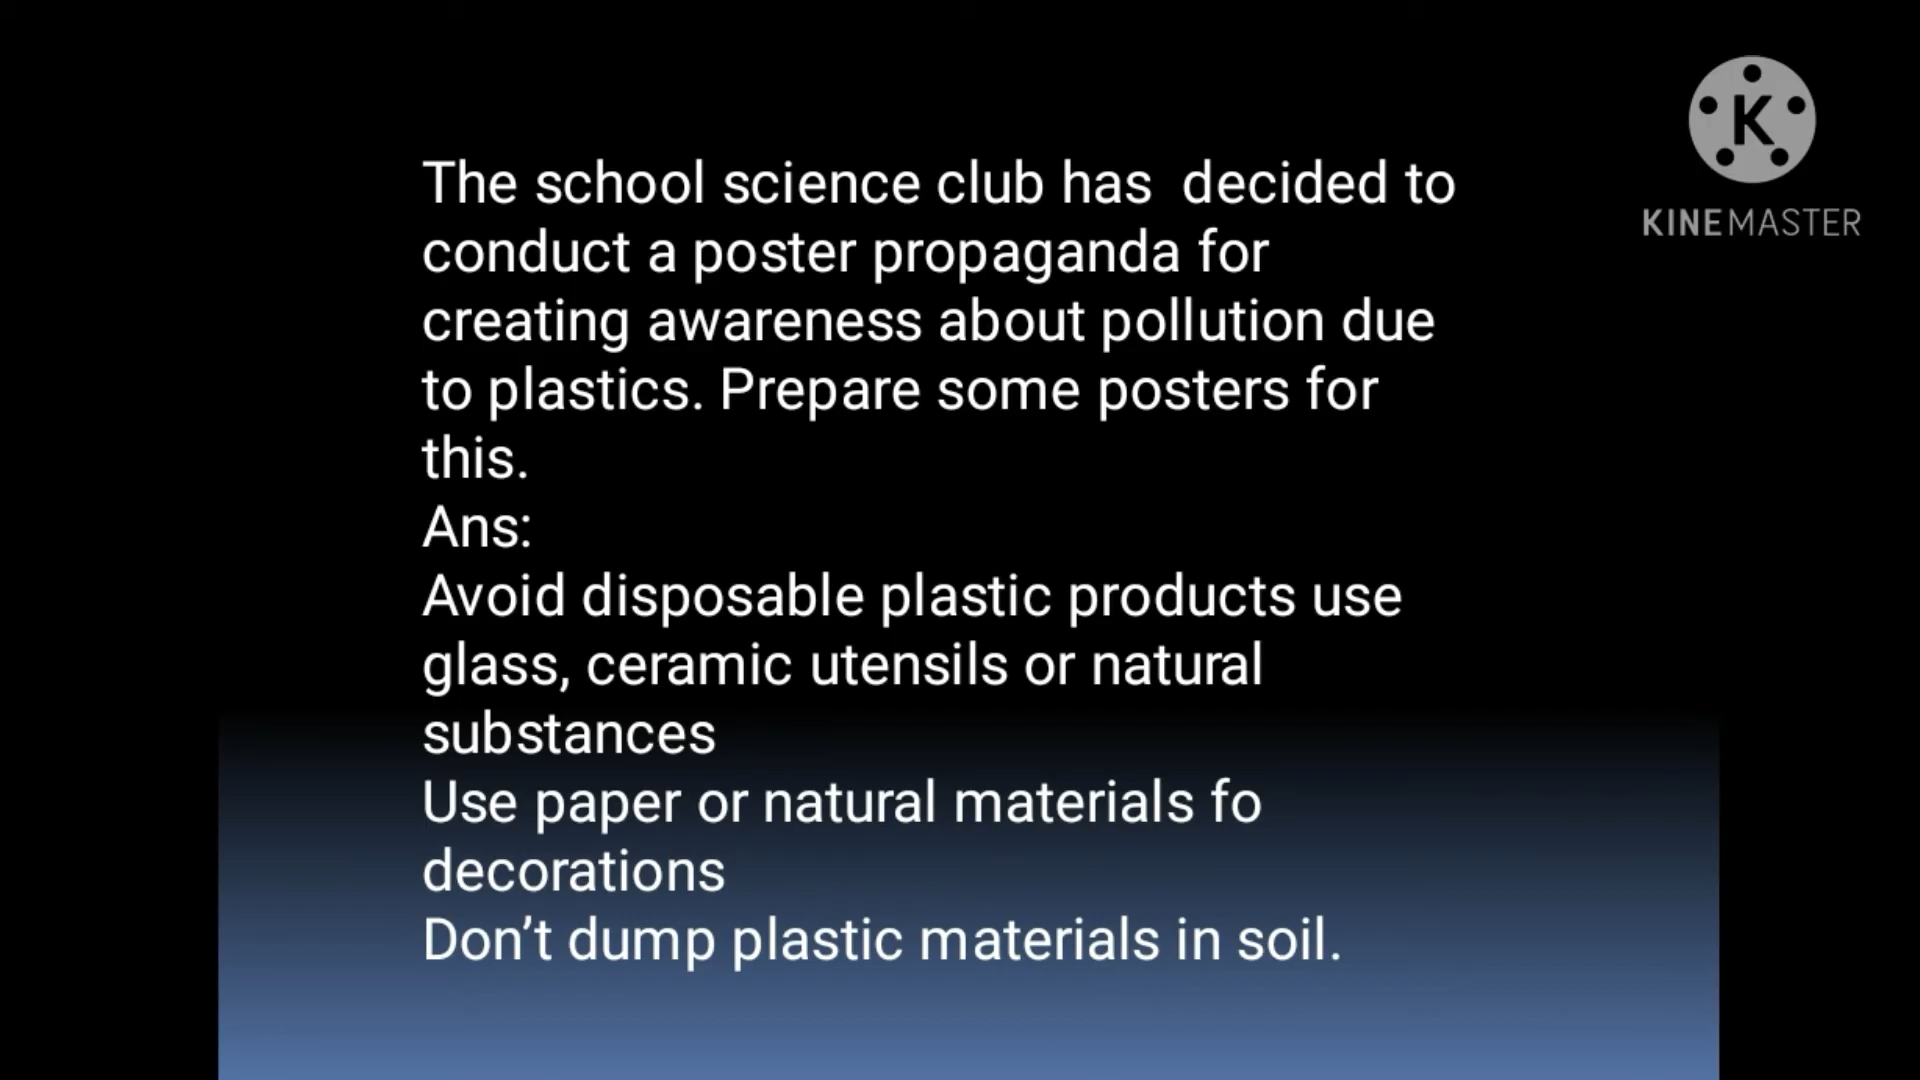 The school science club has  decided to
conduct a poster propaganda for
creating awareness about pollution due
to plastics. Prepare some posters for
this.
Ans:
Avoid disposable plastic products use
glass, ceramic utensils or natural
substances
Use paper or natural materials fo
decorations
Don’t dump plastic materials in soil.
K
KINEMASTER